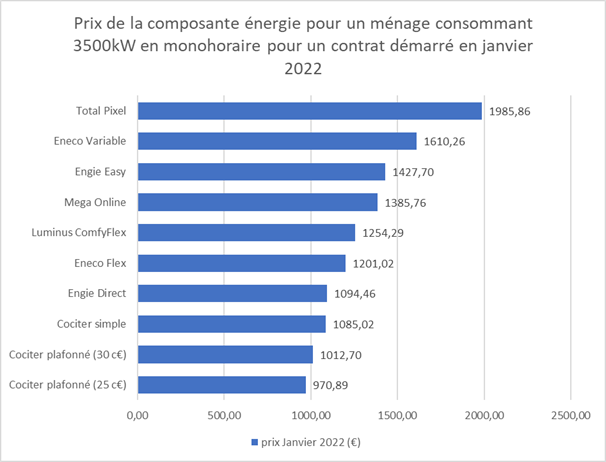 Prix de la composante énergie pour un ménage consommant
3500kW en monohoraire pour un contrat démarré en janvier
2022
Total Pixel 1985,86
Eneco Variable 1610,26
Engie Easy 1427,70
Mega Online 1385,76
Luminus ComfyFlex 1254,29
Eneco Flex 1201,02
Engie Direct 1094,46
Cociter simple 1085,02
Cociter plafonné (30 c€) 1012,70
Cociter plafonné (25 c€) 970,89
0,00 500,00 1000,00 1500,00 2000,00 2500,00
prix Janvier 2022 (€)